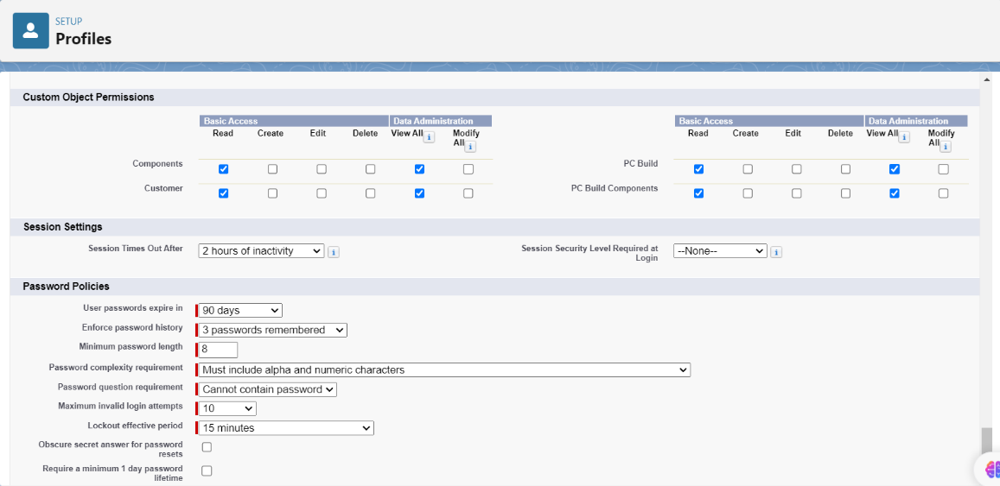 SETUP
Profiles
Custom Object Permissions
Basic Access Data Administration Basic Access Data Administration
Read Create Edit Delete View All i Modify All i Read Create Edit Delete View All i Modify All i
Components PC Build
Customer PC Build Components
Session Settings
Session Times Out After 2 hours of inactivity i Session Security Level Required at Login --None-- i
Password Policies
User passwords expire in 90 days
Enforce password history 3 passwords remembered
Minimum password length 8
Password complexity requirement Must include alpha and numeric characters
Password question requirement Cannot contain password
Maximum invalid login attempts 10
Lockout effective period 15 minutes
Obscure secret answer for password
resets
Require a minimum 1 day password
lifetime